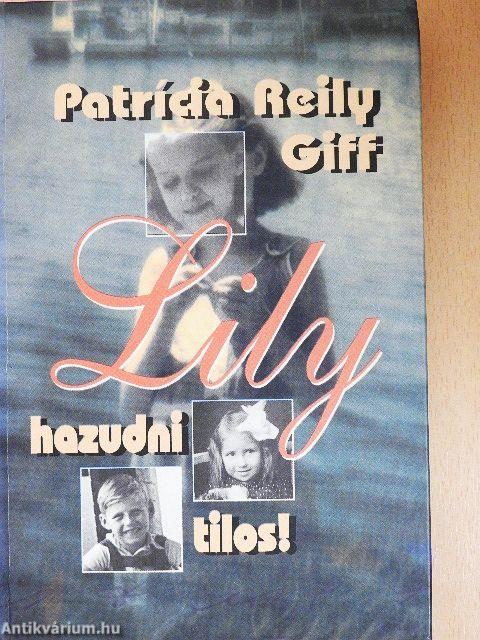 Patrícia Reily
Giff
Lily
hazudni
tilos!
Antikvárium.hu